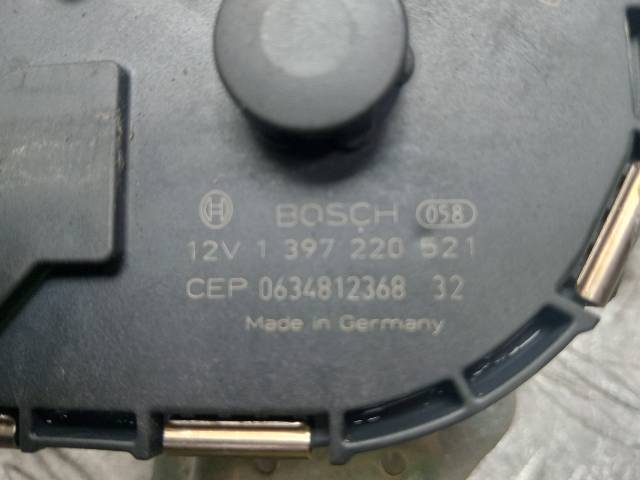 BOSCH 058
12V 1 397 220 521
CEP 0634812368 32
Made in Germany